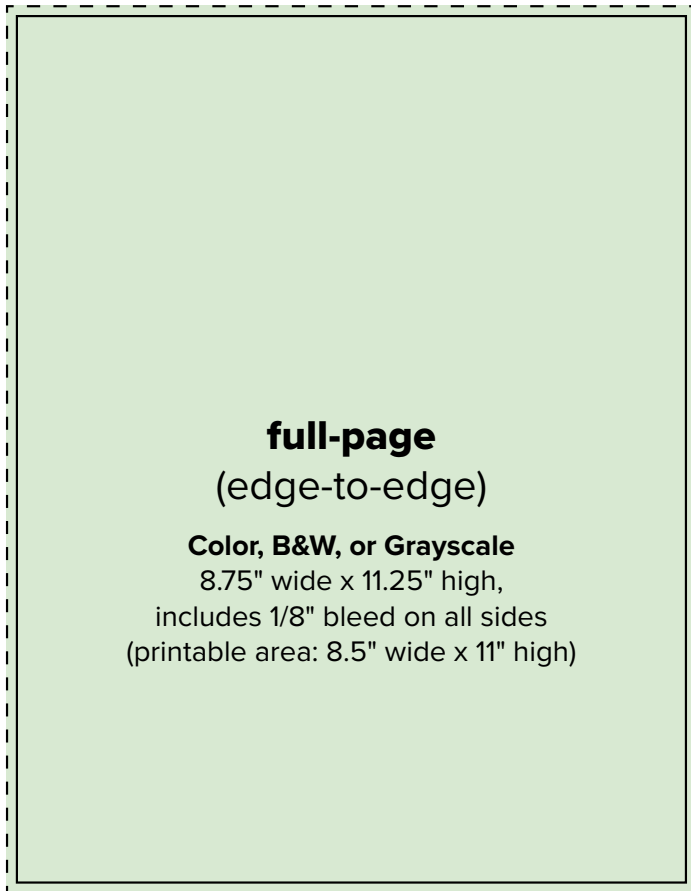 full-page
(edge-to-edge)
Color, B&W, or Grayscale
8.75" wide x 11.25" high,
includes 1/8" bleed on all sides
(printable area: 8.5" wide x 11" high)